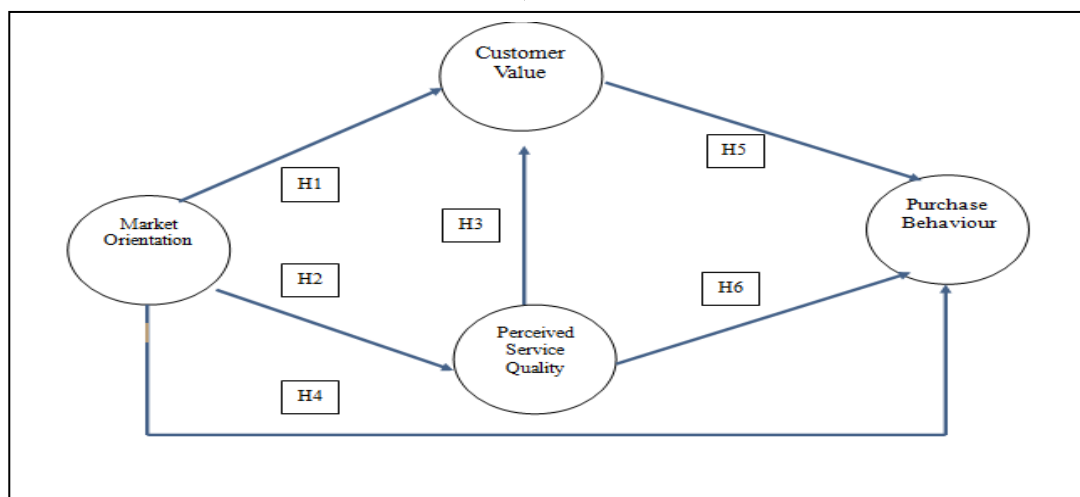 Customer
Value
H5
H1
Market
Orientation
Purchase
Behaviour
H3
H2
H6
Perceived
Service
Quality
H4